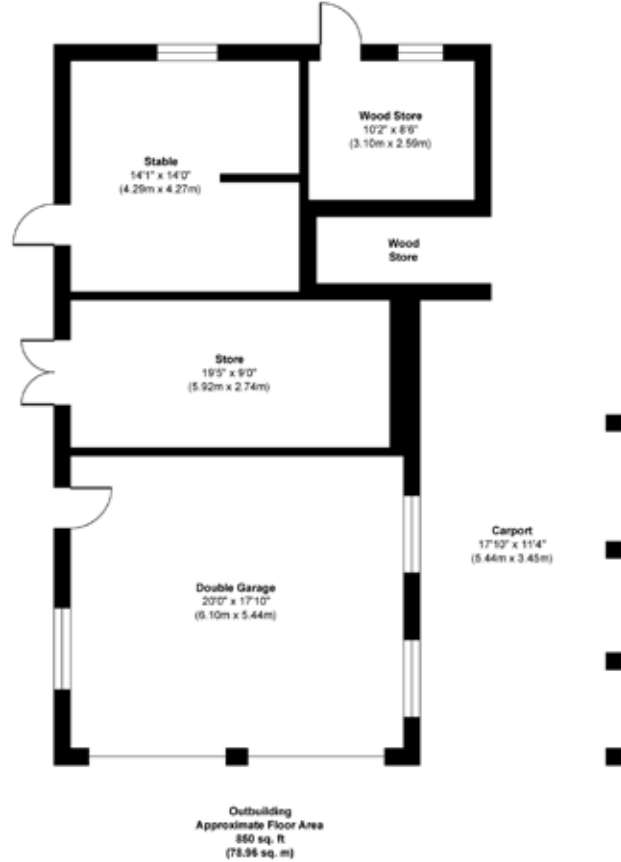 Wood Store
10'2" x 8'6"
(3.10m x 2.59m)
Stable
14'1" x 14'0"
(4.29m x 4.27m)
Wood
Store
Store
19'5" x 9'0"
(5.92m x 2.74m)
Carport
17'10" x 11'4"
(5.44m x 3.45m)
Double Garage
20'0" x 17'10"
(6.10m x 5.44m)
Outbuilding
Approximate Floor Area
850 sq. ft
(78.96 sq. m)